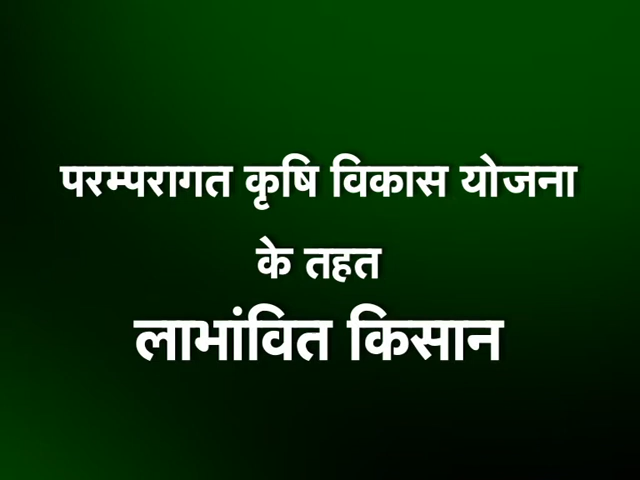 परम्परागत कृषि विकास योजना
के तहत
लाभांवित किसान